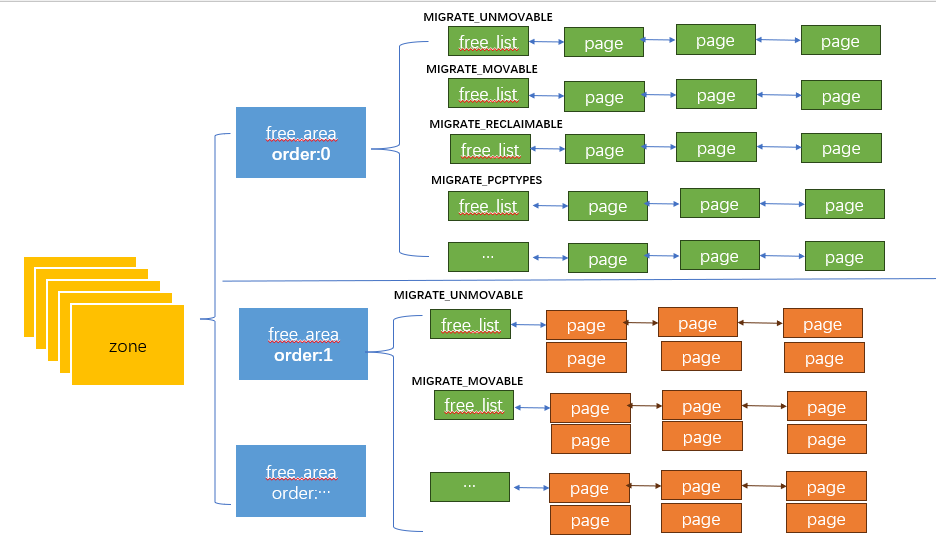 MIGRATE_UNMOVABLE
free_list page page page
MIGRATE_MOVABLE
free_list page page page
free_area
order:0
MIGRATE_RECLAIMABLE
free_list page page page
MIGRATE_PCPTYPES
free_list page page page
... page page page
MIGRATE_UNMOVABLE
free_list page page page
page page page
zone
free_area
order:1
MIGRATE_MOVABLE
free_list page page page
page page page
free_area
order:...
... page page page
page page page